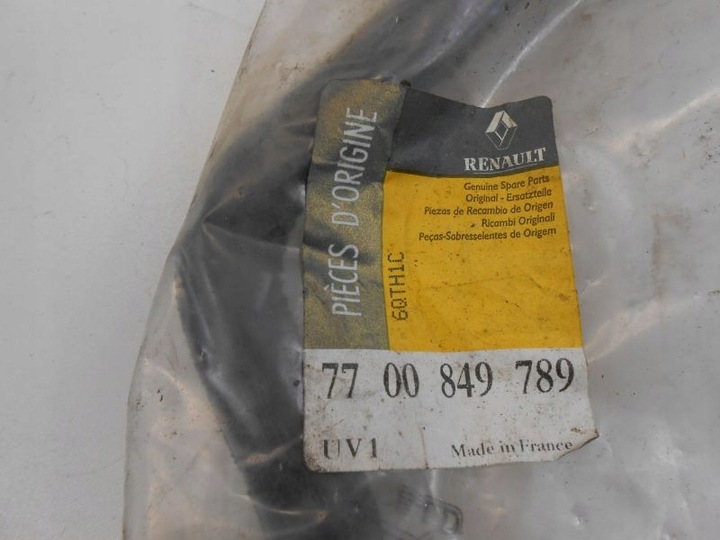 PIÈCES D'ORIGINE
RENAULT
Genuine Spare Parts
Original - Ersatzteile
Piezas de Recambio de Origen
Ricambi Originali
Peças-Sobresselentes de Origem
6QTH1C
77 00 849 789
UV1 Made in France